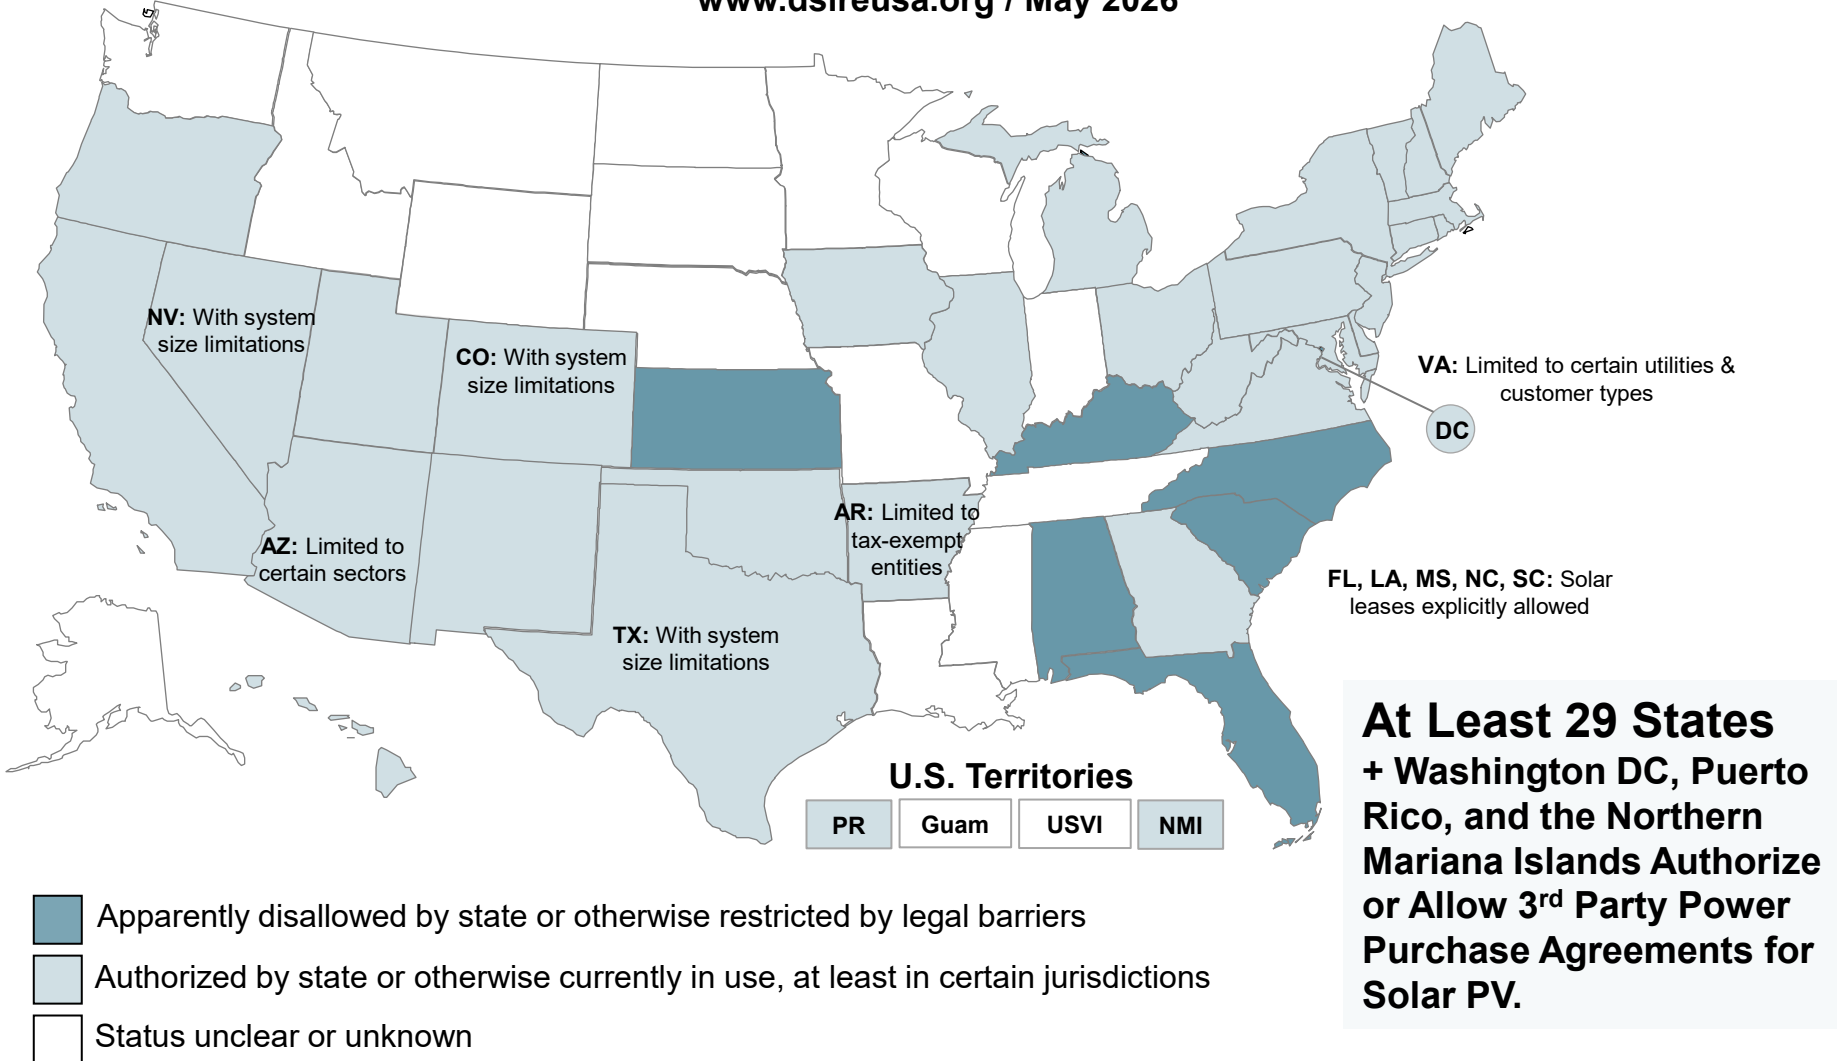 www.dsireusa.org / May 2026
NV: With system
size limitations
CO: With system
size limitations
VA: Limited to certain utilities &
customer types
DC
AR: Limited to
tax-exempt
entities
AZ: Limited to
certain sectors
FL, LA, MS, NC, SC: Solar
leases explicitly allowed
TX: With system
size limitations
At Least 29 States
+ Washington DC, Puerto
Rico, and the Northern
Mariana Islands Authorize
or Allow 3rd Party Power
Purchase Agreements for
Solar PV.
U.S. Territories
PR
Guam
USVI
NMI
Apparently disallowed by state or otherwise restricted by legal barriers
Authorized by state or otherwise currently in use, at least in certain jurisdictions
Status unclear or unknown